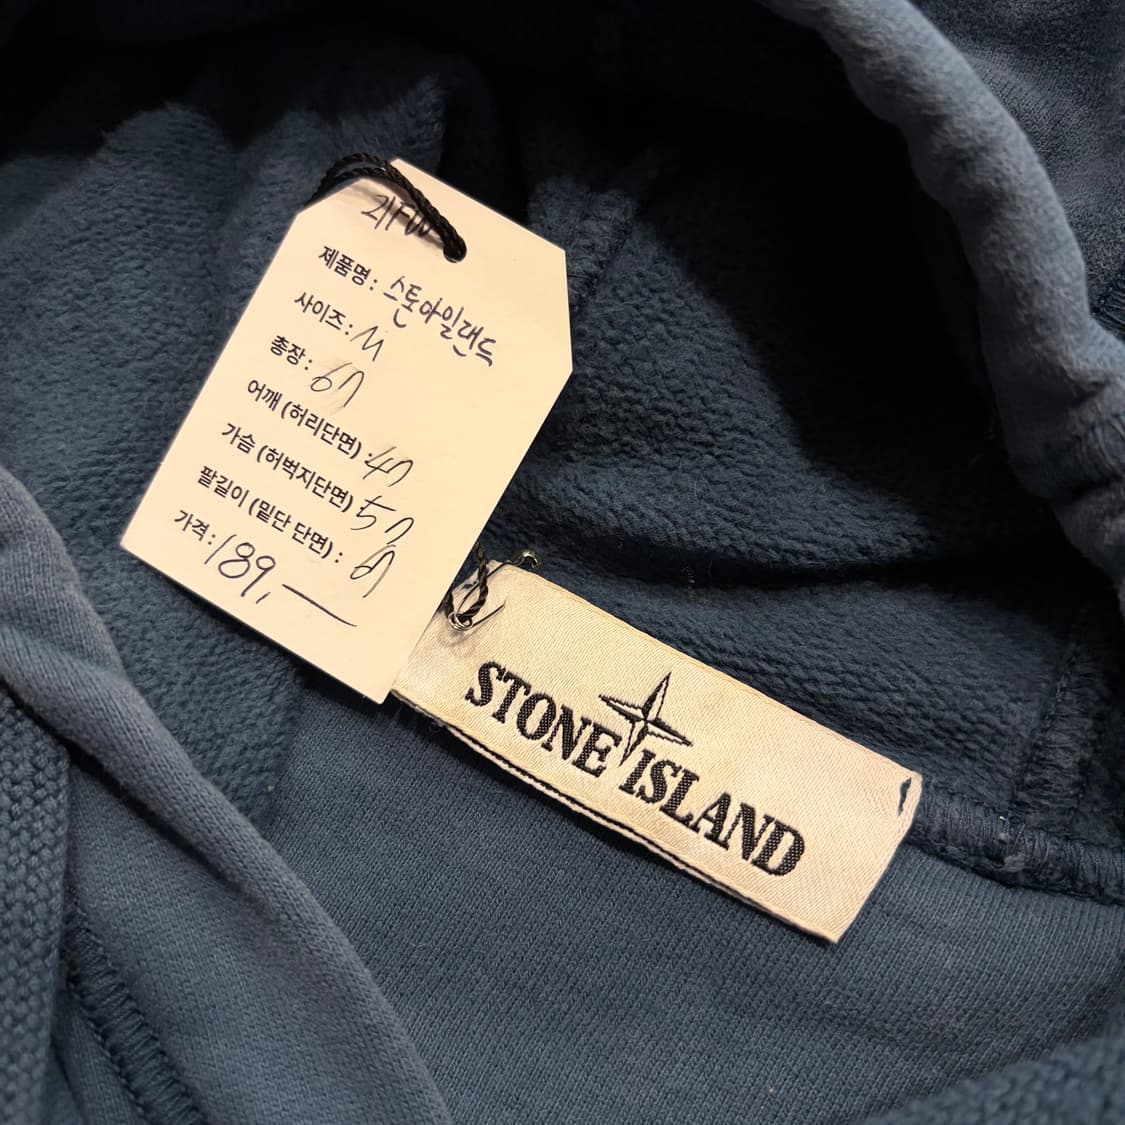 21FW
제품명 : 스톤아일랜드
사이즈 : M
총장 : 67
어깨 (허리단면) : 47
가슴 (허벅지단면) 57
팔길이 (밑단 단면) :
가격 : 189,—
STONE ISLAND